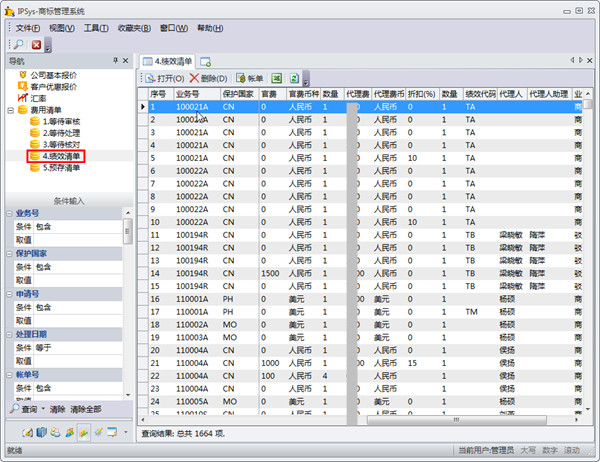 IPSys-商标管理系统
文件(F) 视图(V) 工具(T) 收藏夹(B) 窗口(W) 帮助(H)
导航
公司基本报价
客户优惠报价
汇率
费用清单
1.等待审核
2.等待处理
3.等待核对
4.绩效清单
5.预存清单
条件输入
业务号
条件 包含
取值
保护国家
条件 包含
取值
申请号
条件 包含
取值
处理日期
条件 等于
取值
帐单号
条件 包含
查询 清除 清除全部
4.绩效清单
打开(O) 删除(D) 帐单
序号 业务号 保护国家 官费 官费币种 数量 代理费 代理费币 折扣(%) 数量 绩效代码 代理人 代理人助理 业
1 100021A CN 0 人民币 1 0 人民币 0 1 TA 商
2 1000 A CN 0 人民币 1 0 人民币 0 1 TA 商
3 100021A CN 0 人民币 1 0 人民币 0 1 TA 商
4 100021A CN 0 人民币 1 0 人民币 0 1 TA 商
5 100021A CN 0 人民币 1 0 人民币 10 1 TA 商
6 100022A CN 0 人民币 1 0 人民币 0 1 TA 商
7 100022A CN 0 人民币 1 0 人民币 0 1 TA 商
8 100022A CN 0 人民币 1 0 人民币 0 1 TA 商
9 100022A CN 0 人民币 1 0 人民币 0 1 TA 商
10 100022A CN 0 人民币 1 0 人民币 10 1 TA 商
11 100194R CN 0 人民币 1 0 人民币 0 1 TB 梁晓敏 隋萍 驳
12 100194R CN 0 人民币 1 0 人民币 0 1 TB 梁晓敏 隋萍 驳
13 100194R CN 0 人民币 1 0 人民币 0 1 TB 梁晓敏 隋萍 驳
14 100194R CN 1500 人民币 1 00 人民币 0 1 TB 梁晓敏 隋萍 驳
15 100194R CN 0 人民币 1 0 人民币 0 1 TB 梁晓敏 隋萍 驳
16 110001A PH 0 美元 1 00 美元 0 1 杨硕 商
17 110001A PH 0 美元 1 0 美元 0 1 TM 杨硕 商
18 110002A MO 0 美元 1 0 美元 0 1 杨硕 商
19 110003A MO 0 美元 1 0 美元 0 1 杨硕 商
20 110004A CN 0 人民币 1 0 人民币 0 1 侯扬 商
21 110004A CN 1000 人民币 1 00 人民币 15 1 侯扬 商
22 110004A CN 100 人民币 4 人民币 0 1 侯扬 商
24 110005A MO 0 美元 1 0 美元 0 1 杨硕 商
查询结果: 总共 1664 项.
就绪 当前用户:管理员 大写 数字 滚动